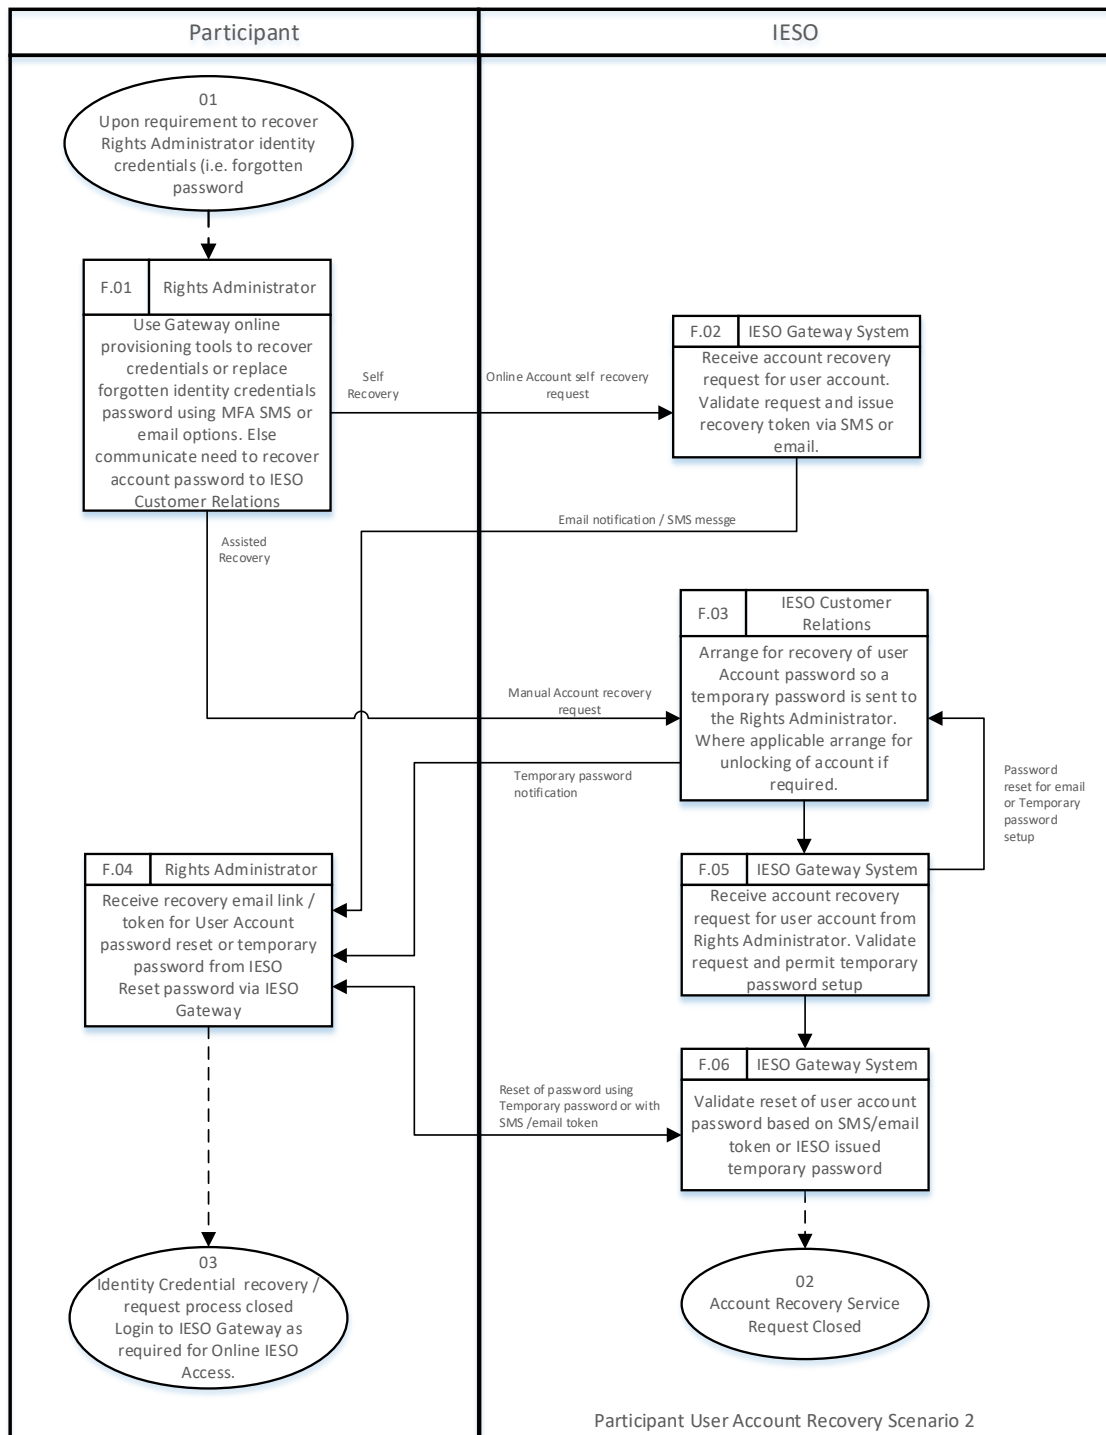 Participant
IESO
01
Upon requirement to recover
Rights Administrator identity
credentials (i.e. forgotten
password
F.01
Rights Administrator
Use Gateway online
provisioning tools to recover
credentials or replace
forgotten identity credentials
password using MFA SMS or
email options. Else
communicate need to recover
account password to IESO
Customer Relations
Self
Recovery
Online Account self recovery
request
F.02
IESO Gateway System
Receive account recovery
request for user account.
Validate request and issue
recovery token via SMS or
email.
Email notification / SMS messge
Assisted
Recovery
F.03
IESO Customer
Relations
Arrange for recovery of user
Account password so a
temporary password is sent to
the Rights Administrator.
Where applicable arrange for
unlocking of account if
required.
Manual Account recovery
request
Temporary password
notification
Password
reset for email
or Temporary
password
setup
F.04
Rights Administrator
Receive recovery email link /
token for User Account
password reset or temporary
password from IESO
Reset password via IESO
Gateway
F.05
IESO Gateway System
Receive account recovery
request for user account from
Rights Administrator. Validate
request and permit temporary
password setup
F.06
IESO Gateway System
Validate reset of user account
password based on SMS/email
token or IESO issued
temporary password
Reset of password using
Temporary password or with
SMS /email token
03
Identity Credential recovery /
request process closed
Login to IESO Gateway as
required for Online IESO
Access.
02
Account Recovery Service
Request Closed
Participant User Account Recovery Scenario 2